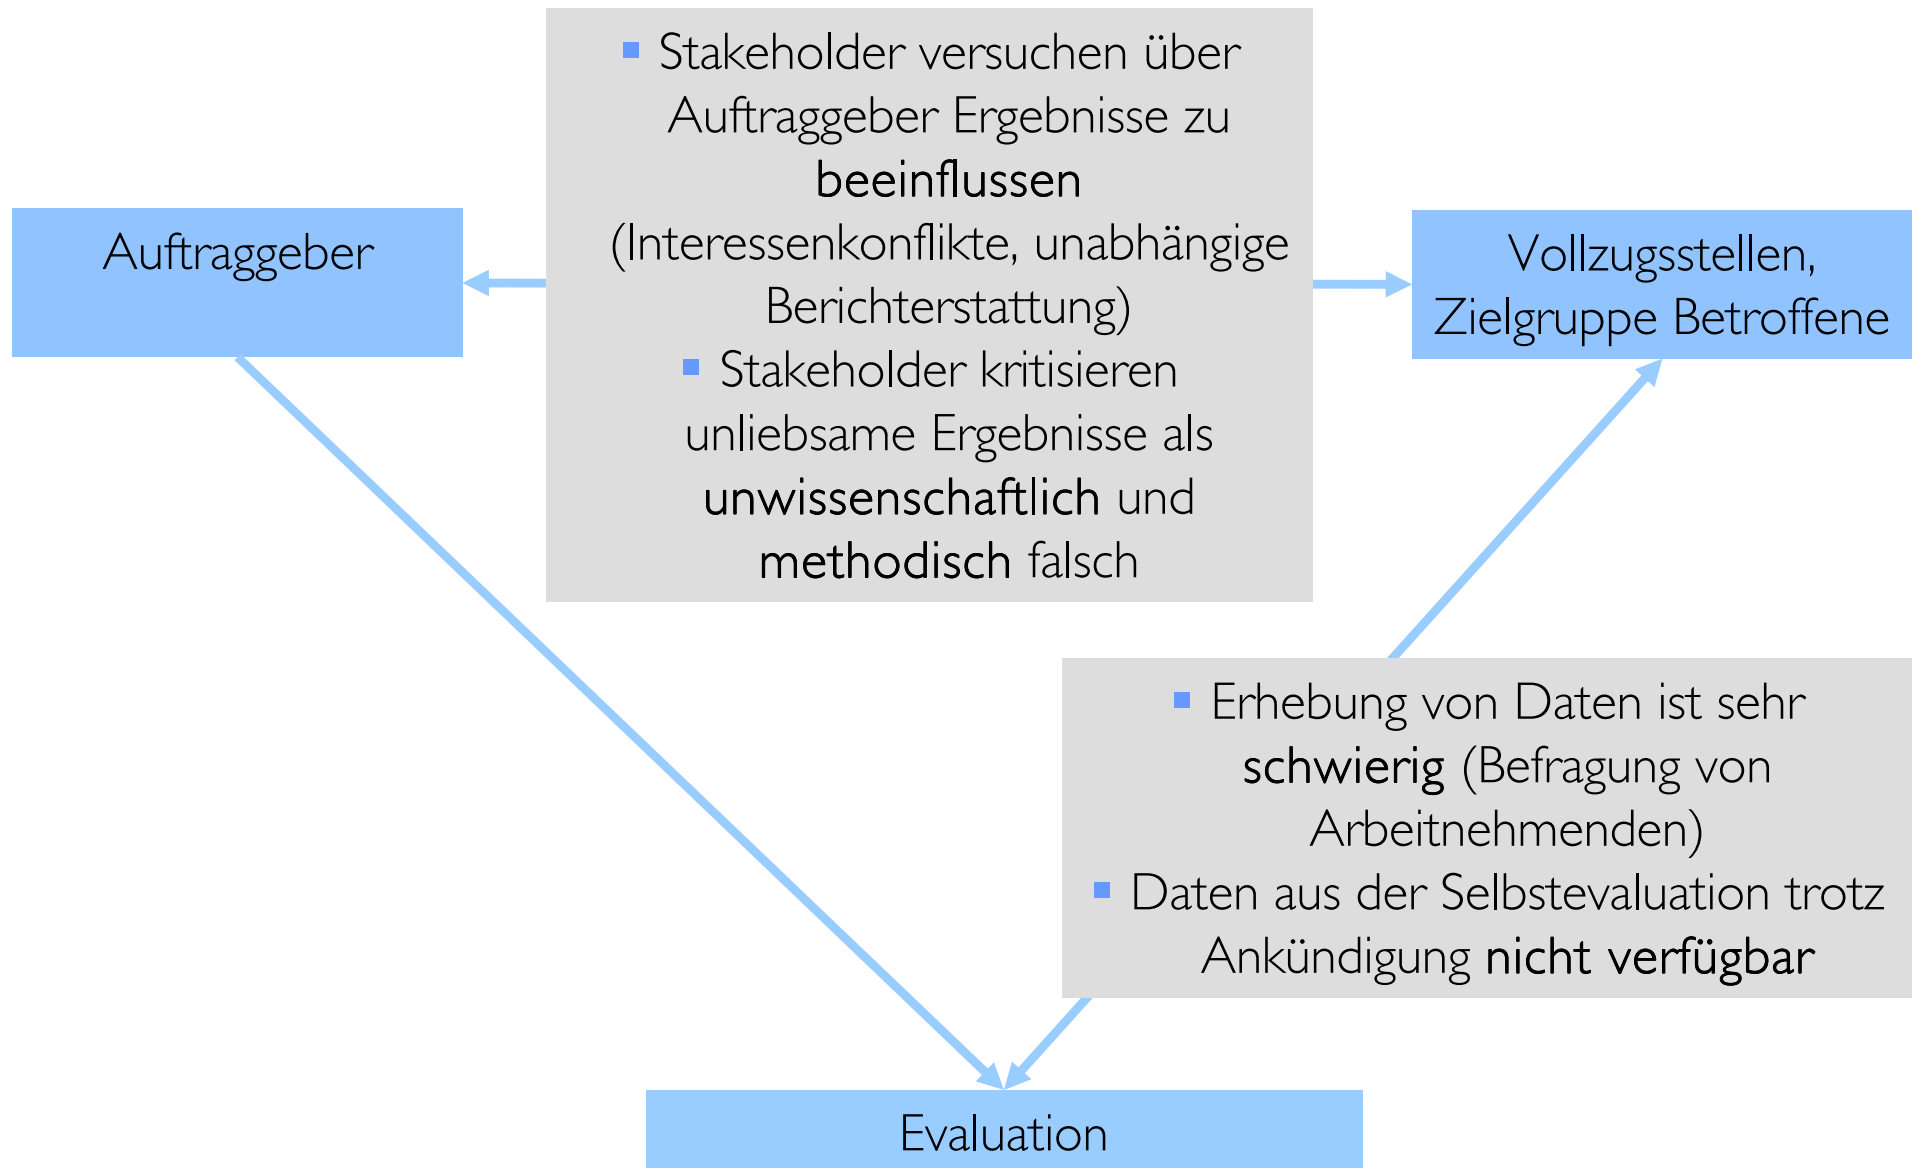 ▪ Stakeholder versuchen über
Auftraggeber Ergebnisse zu
beeinflussen
(Interessenkonflikte, unabhängige
Berichterstattung)
▪ Stakeholder kritisieren
unliebsame Ergebnisse als
unwissenschaftlich und
methodisch falsch
Auftraggeber
Vollzugsstellen,
Zielgruppe Betroffene
▪ Erhebung von Daten ist sehr
schwierig (Befragung von
Arbeitnehmenden)
▪ Daten aus der Selbstevaluation trotz
Ankündigung nicht verfügbar
Evaluation